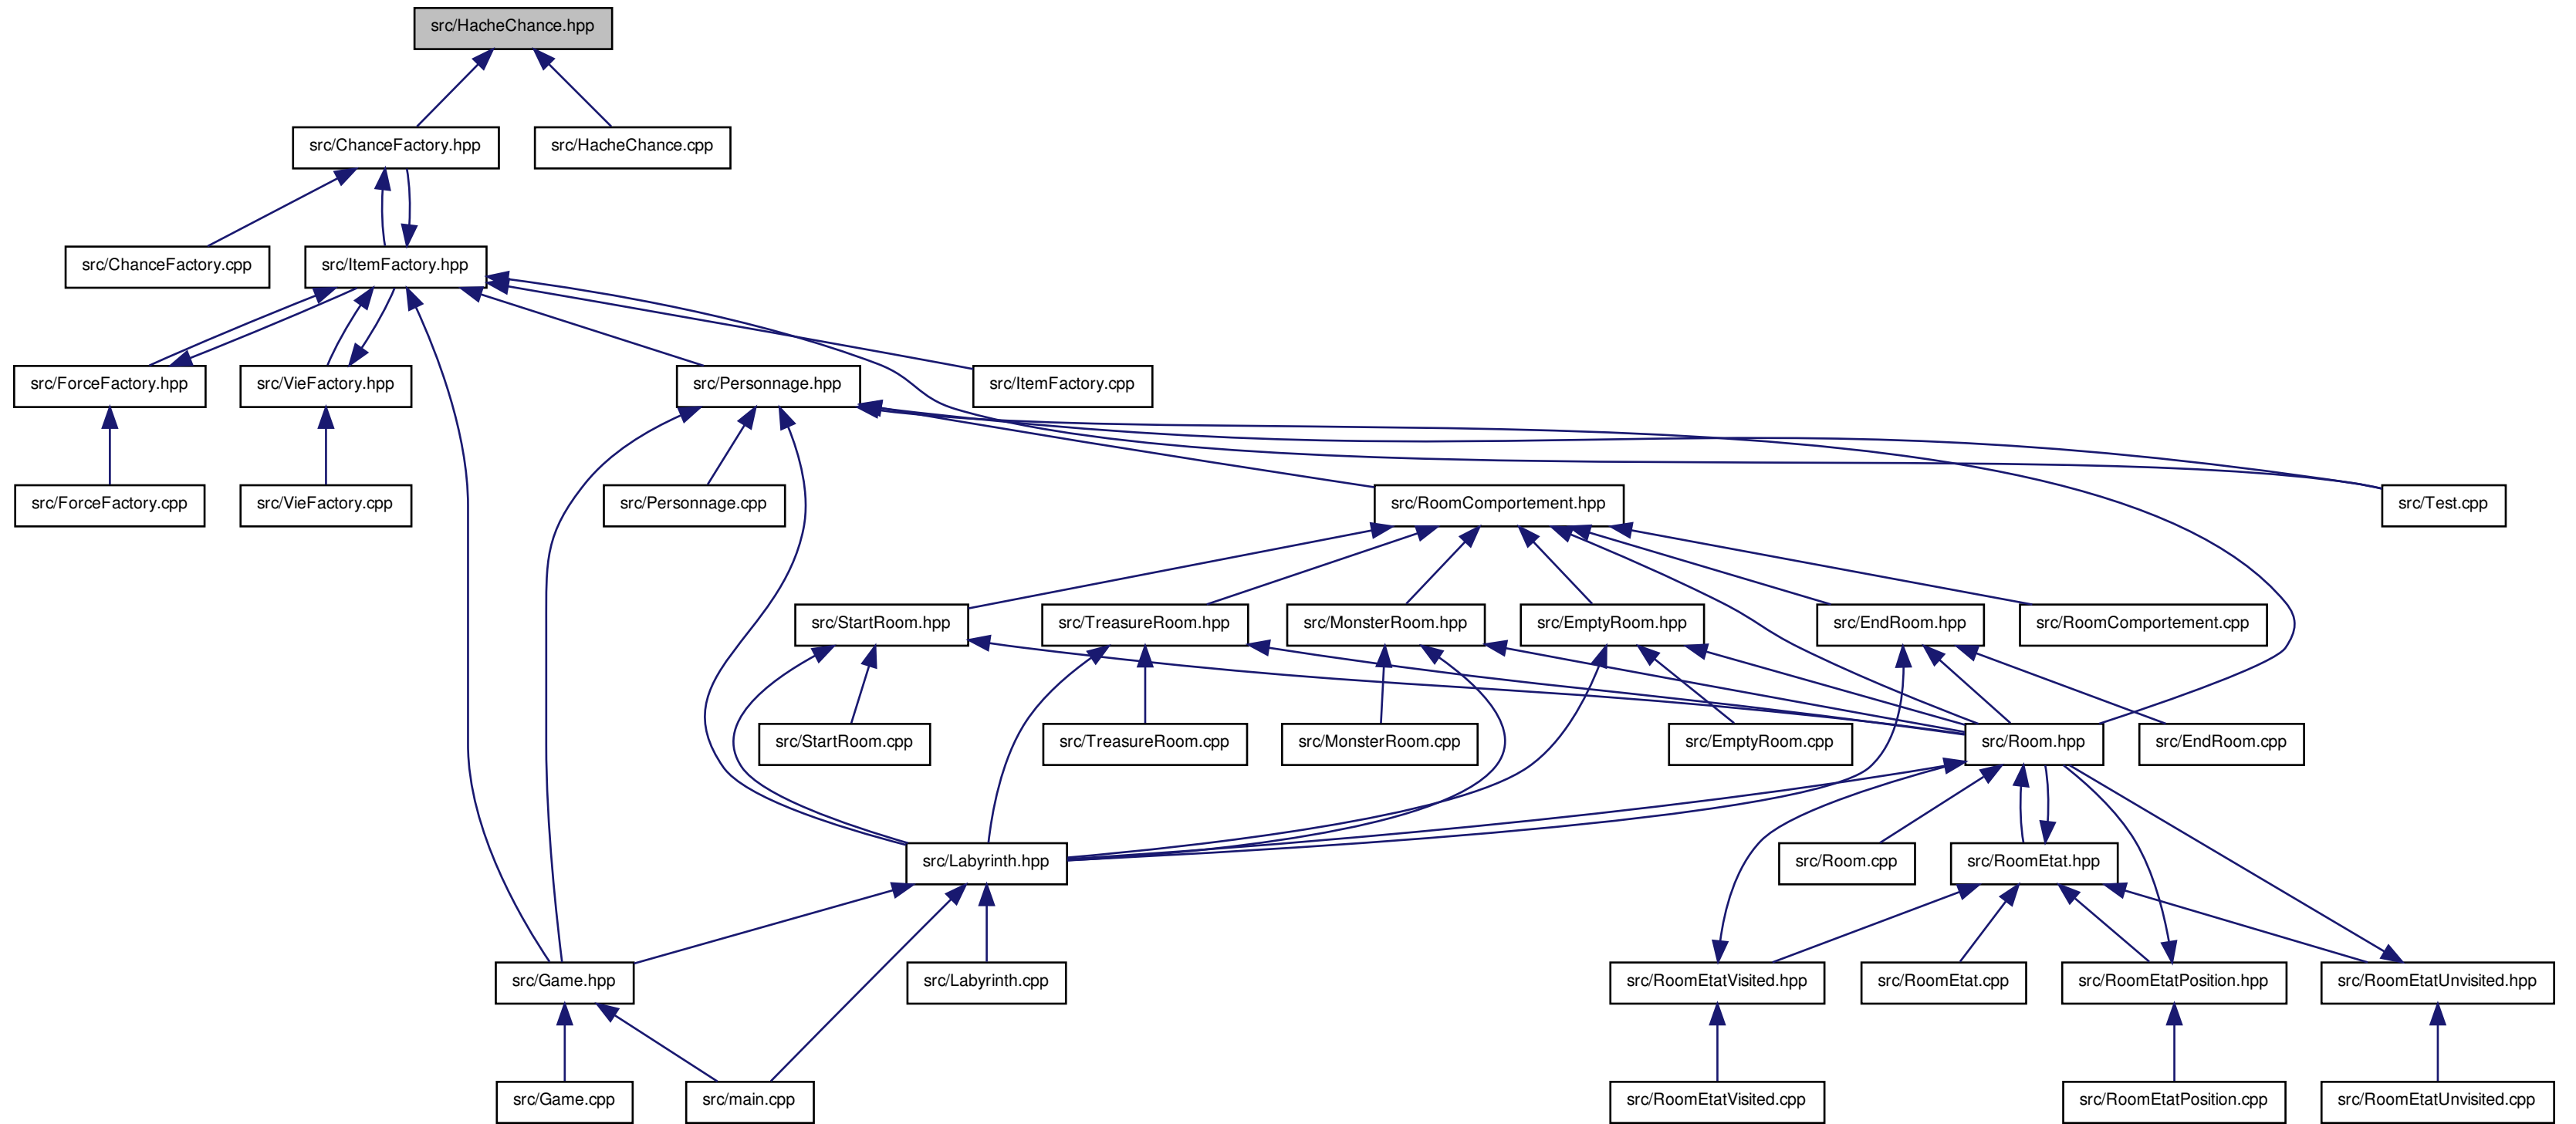 src/HacheChance.hpp
src/ChanceFactory.hpp
src/HacheChance.cpp
src/ChanceFactory.cpp
src/ItemFactory.hpp
src/ForceFactory.hpp
src/VieFactory.hpp
src/Personnage.hpp
src/ItemFactory.cpp
src/ForceFactory.cpp
src/VieFactory.cpp
src/Personnage.cpp
src/RoomComportement.hpp
src/Test.cpp
src/StartRoom.hpp
src/TreasureRoom.hpp
src/MonsterRoom.hpp
src/EmptyRoom.hpp
src/EndRoom.hpp
src/RoomComportement.cpp
src/StartRoom.cpp
src/TreasureRoom.cpp
src/MonsterRoom.cpp
src/EmptyRoom.cpp
src/Room.hpp
src/EndRoom.cpp
src/Labyrinth.hpp
src/Room.cpp
src/RoomEtat.hpp
src/Game.hpp
src/Labyrinth.cpp
src/RoomEtatVisited.hpp
src/RoomEtat.cpp
src/RoomEtatPosition.hpp
src/RoomEtatUnvisited.hpp
src/Game.cpp
src/main.cpp
src/RoomEtatVisited.cpp
src/RoomEtatPosition.cpp
src/RoomEtatUnvisited.cpp